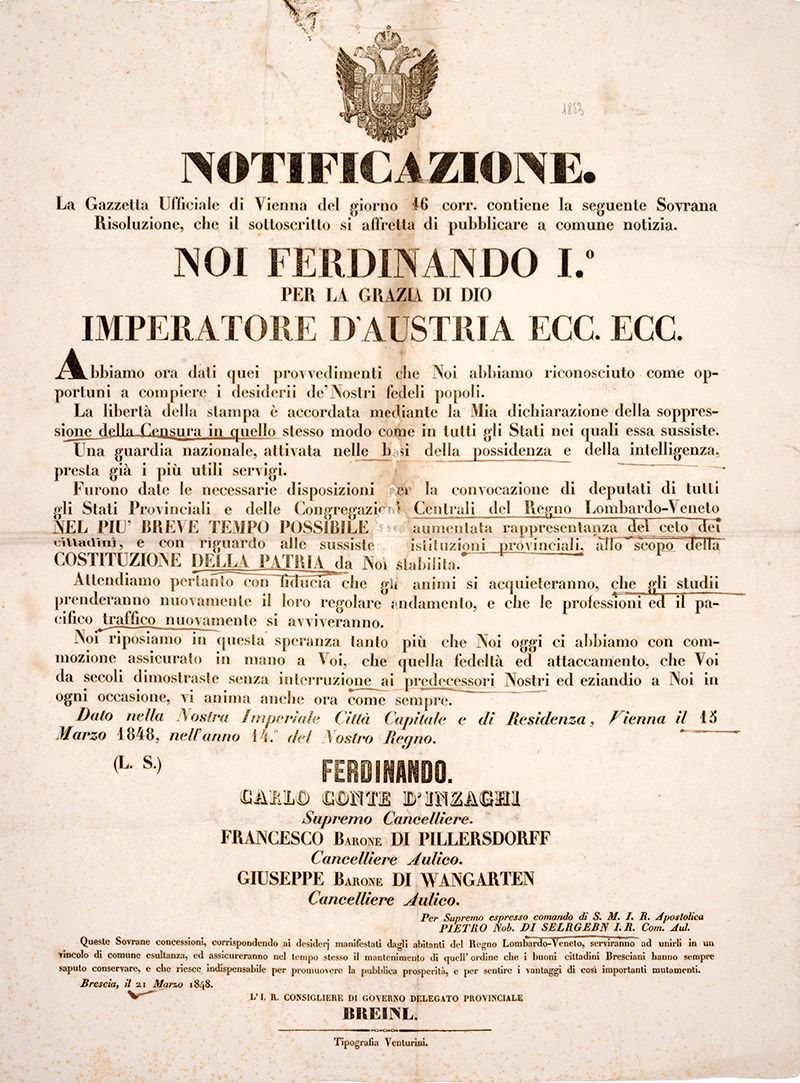 1853
NOTIFICAZIONE.
La Gazzetta Ufficiale di Vienna del giorno 16 corr. contiene la seguente Sovrana
Risoluzione, che il sottoscritto si affretta di pubblicare a comune notizia.
NOI FERDINANDO I.º
PER LA GRAZIA DI DIO
IMPERATORE D'AUSTRIA ECC. ECC.
Abbiamo ora dati quei provvedimenti che Noi abbiamo riconosciuto come op-
portuni a compiere i desiderii de' Nostri fedeli popoli.
La libertà della stampa è accordata mediante la Mia dichiarazione della soppres-
sione della Censura in quello stesso modo come in tutti gli Stati nei quali essa sussiste.
Una guardia nazionale, attivata nelle basi della possidenza e della intelligenza,
presta già i più utili servigi.
Furono date le necessarie disposizioni per la convocazione di deputati di tutti
gli Stati Provinciali e delle Congregazioni Centrali del Regno Lombardo-Veneto
NEL PIU' BREVE TEMPO POSSIBILE aumentata rappresentanza del ceto dei
cittadini, e con riguardo alle sussiste istituzioni provinciali, allo scopo della
COSTITUZIONE DELLA PATRIA da Noi stabilita.
Attendiamo pertanto con fiducia che gli animi si acquieteranno, che gli studii
prenderanno nuovamente il loro regolare andamento, e che le professioni ed il pa-
cifico traffico nuovamente si avviveranno.
Noi riposiamo in questa speranza tanto più che Noi oggi ci abbiamo con com-
mozione assicurato in mano a Voi, che quella fedeltà ed attaccamento, che Voi
da secoli dimostraste senza interruzione ai predecessori Nostri ed eziandio a Noi in
ogni occasione, vi anima anche ora come sempre.
Dato nella Nostra Imperiale Città Capitale e di Residenza, Vienna il 15
Marzo 1848, nell'anno 14.º del Nostro Regno.
(L. S.)
FERDINANDO.
CARLO CONTE D'INZAGHI
Supremo Cancelliere.
FRANCESCO BARONE DI PILLERSDORFF
Cancelliere Aulico.
GIUSEPPE BARONE DI WANGARTEN
Cancelliere Aulico.
Per Supremo espresso comando di S. M. I. R. Apostolica
PIETRO Nob. DI SELRGEBN I. R. Com. Aul.
Queste Sovrane concessioni, corrispondendo ai desiderj manifestati dagli abitanti del Regno Lombardo-Veneto, serviranno ad unirli in un
vincolo di comune esultanza, ed assicureranno nel tempo stesso il mantenimento di quell'ordine che i buoni cittadini Bresciani hanno sempre
saputo conservare, e che riesce indispensabile per promuovere la pubblica prosperità, e per sentire i vantaggi di così importanti mutamenti.
Brescia, il 21 Marzo 1848.
L'I. R. CONSIGLIERE DI GOVERNO DELEGATO PROVINCIALE
BREINL.
Tipografia Venturini.